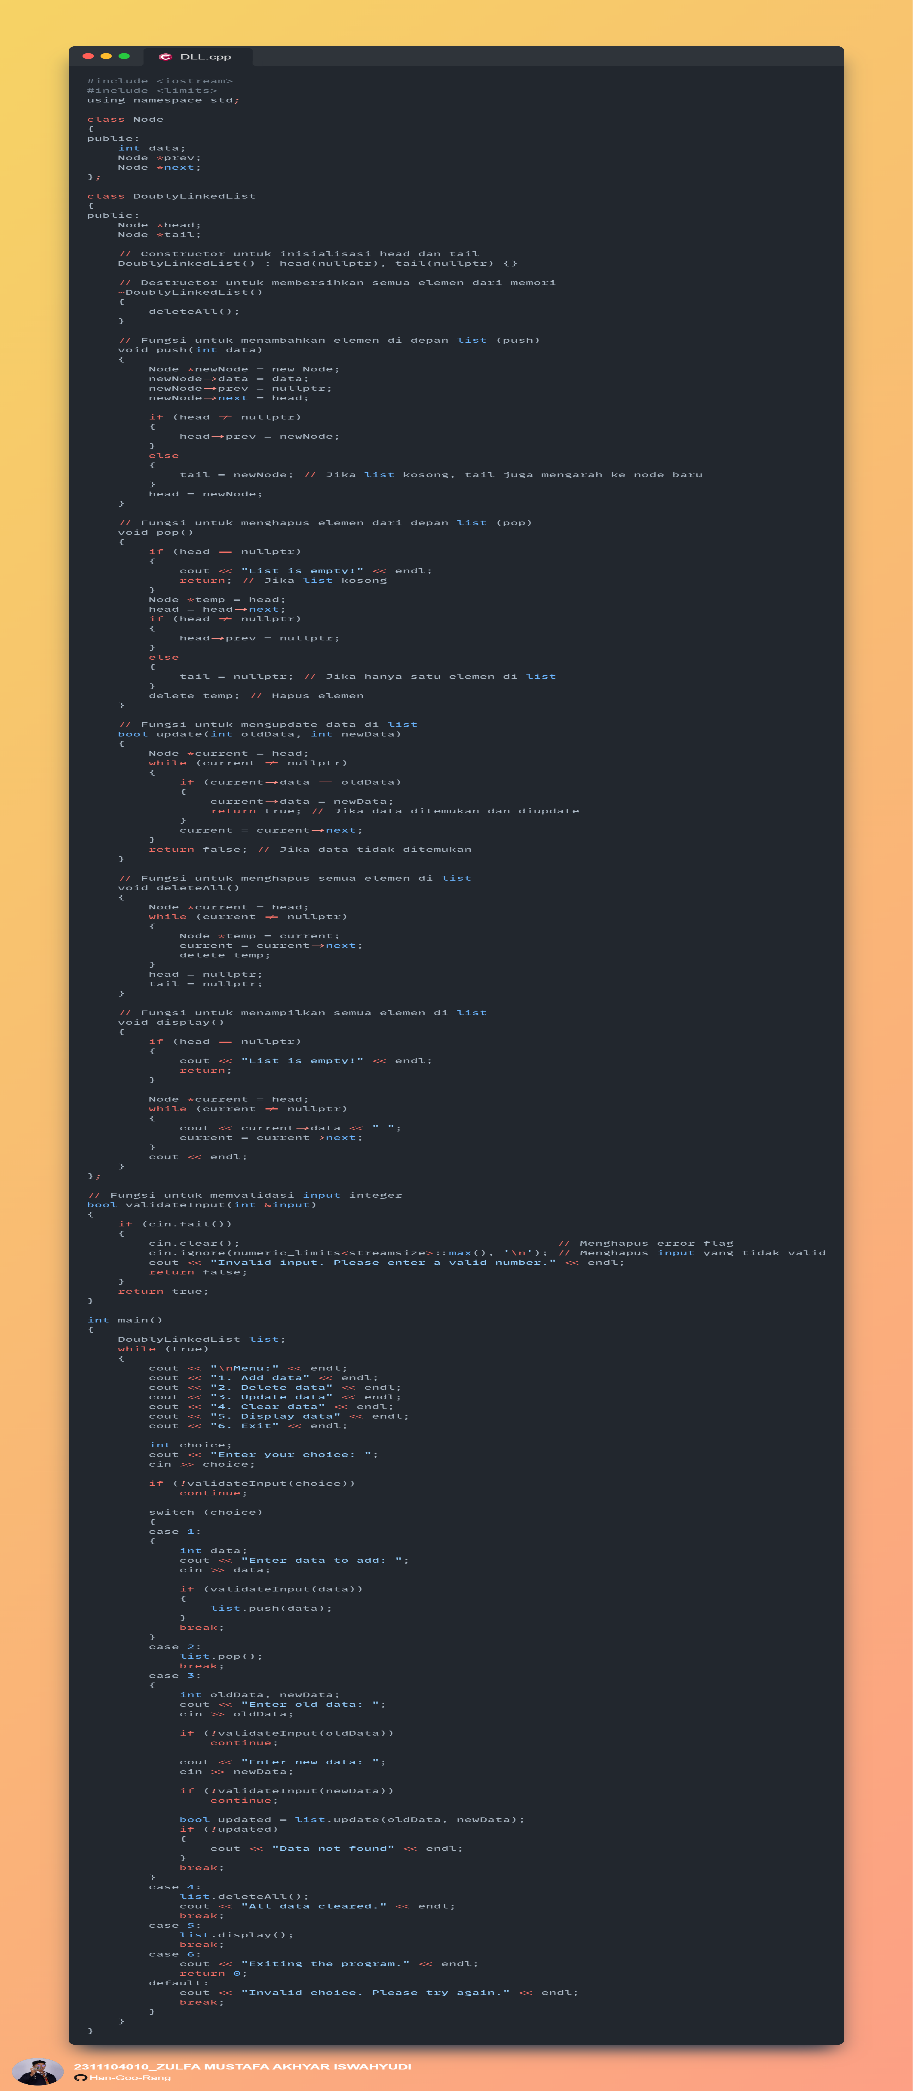 DLL.cpp
#include <iostream>
#include <limits>
using namespace std;
class Node
{
public:
    int data;
    Node *prev;
    Node *next;
};
class DoublyLinkedList
{
public:
    Node *head;
    Node *tail;
    // Constructor untuk inisialisasi head dan tail
    DoublyLinkedList() : head(nullptr), tail(nullptr) {}
    // Destructor untuk membersihkan semua elemen dari memori
    ~DoublyLinkedList()
    {
        deleteAll();
    }
    // Fungsi untuk menambahkan elemen di depan list (push)
    void push(int data)
    {
        Node *newNode = new Node;
        newNode->data = data;
        newNode->prev = nullptr;
        newNode->next = head;
        if (head != nullptr)
        {
            head->prev = newNode;
        }
        else
        {
            tail = newNode; // Jika list kosong, tail juga mengarah ke node baru
        }
        head = newNode;
    }
    // Fungsi untuk menghapus elemen dari depan list (pop)
    void pop()
    {
        if (head == nullptr)
        {
            cout << "List is empty!" << endl;
            return; // Jika list kosong
        }
        Node *temp = head;
        head = head->next;
        if (head != nullptr)
        {
            head->prev = nullptr;
        }
        else
        {
            tail = nullptr; // Jika hanya satu elemen di list
        }
        delete temp; // Hapus elemen
    }
    // Fungsi untuk mengupdate data di list
    bool update(int oldData, int newData)
    {
        Node *current = head;
        while (current != nullptr)
        {
            if (current->data == oldData)
            {
                current->data = newData;
                return true; // Jika data ditemukan dan diupdate
            }
            current = current->next;
        }
        return false; // Jika data tidak ditemukan
    }
    // Fungsi untuk menghapus semua elemen di list
    void deleteAll()
    {
        Node *current = head;
        while (current != nullptr)
        {
            Node *temp = current;
            current = current->next;
            delete temp;
        }
        head = nullptr;
        tail = nullptr;
    }
    // Fungsi untuk menampilkan semua elemen di list
    void display()
    {
        if (head == nullptr)
        {
            cout << "List is empty!" << endl;
            return;
        }
        Node *current = head;
        while (current != nullptr)
        {
            cout << current->data << " ";
            current = current->next;
        }
        cout << endl;
    }
};
// Fungsi untuk memvalidasi input integer
bool validateInput(int &input)
{
    if (cin.fail())
    {
        cin.clear();                                         // Menghapus error flag
        cin.ignore(numeric_limits<streamsize>::max(), '\n'); // Menghapus input yang tidak valid
        cout << "Invalid input. Please enter a valid number." << endl;
        return false;
    }
    return true;
}
int main()
{
    DoublyLinkedList list;
    while (true)
    {
        cout << "\nMenu:" << endl;
        cout << "1. Add data" << endl;
        cout << "2. Delete data" << endl;
        cout << "3. Update data" << endl;
        cout << "4. Clear data" << endl;
        cout << "5. Display data" << endl;
        cout << "6. Exit" << endl;
        int choice;
        cout << "Enter your choice: ";
        cin >> choice;
        if (!validateInput(choice))
            continue;
        switch (choice)
        {
        case 1:
        {
            int data;
            cout << "Enter data to add: ";
            cin >> data;
            if (validateInput(data))
            {
                list.push(data);
            }
            break;
        }
        case 2:
            list.pop();
            break;
        case 3:
        {
            int oldData, newData;
            cout << "Enter old data: ";
            cin >> oldData;
            if (!validateInput(oldData))
                continue;
            cout << "Enter new data: ";
            cin >> newData;
            if (!validateInput(newData))
                continue;
            bool updated = list.update(oldData, newData);
            if (!updated)
            {
                cout << "Data not found" << endl;
            }
            break;
        }
        case 4:
            list.deleteAll();
            cout << "All data cleared." << endl;
            break;
        case 5:
            list.display();
            break;
        case 6:
            cout << "Exiting the program." << endl;
            return 0;
        default:
            cout << "Invalid choice. Please try again." << endl;
            break;
        }
    }
}
2311104010_ZULFA MUSTAFA AKHYAR ISWAHYUDI
Han-Gou-Rang